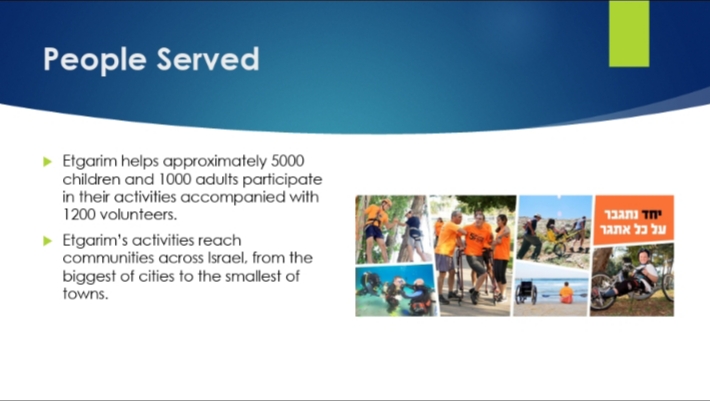 People Served
Etgarim helps approximately 5000
children and 1000 adults participate
in their activities accompanied with
1200 volunteers.
Etgarim's activities reach
communities across Israel, from the
biggest of cities to the smallest of
towns.
יחד נתגבר
על כל אתגר